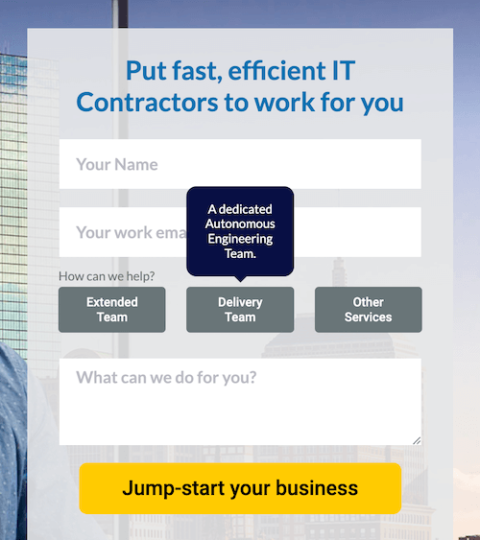 Put fast, efficient IT
Contractors to work for you
Your Name
A dedicated
Autonomous
Engineering
Team.
Your work ema
How can we help?
Extended
Team
Delivery
Team
Other
Services
What can we do for you?
Jump-start your business